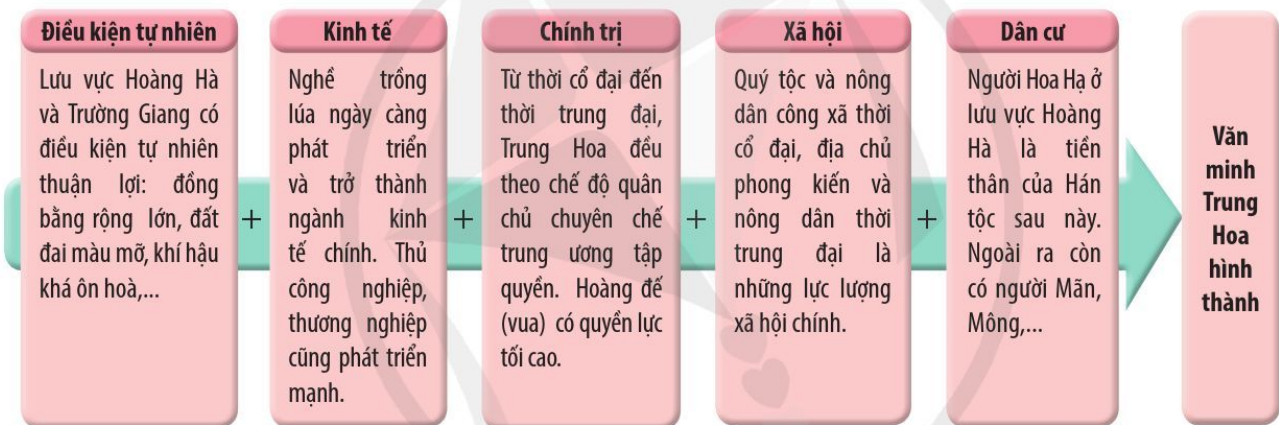 Điều kiện tự nhiên
Lưu vực Hoàng Hà
và Trường Giang có
điều kiện tự nhiên
thuận lợi: đồng
bằng rộng lớn, đất
đai màu mỡ, khí hậu
khá ôn hoà,...
+
Kinh tế
Nghề trồng
lúa ngày càng
phát triển
và trở thành
ngành kinh
tế chính. Thủ
công nghiệp,
thương nghiệp
cũng phát triển
mạnh.
+
Chính trị
Từ thời cổ đại đến
thời trung đại,
Trung Hoa đều
theo chế độ quân
chủ chuyên chế
trung ương tập
quyền. Hoàng đế
(vua) có quyền lực
tối cao.
+
Xã hội
Quý tộc và nông
dân công xã thời
cổ đại, địa chủ
phong kiến và
nông dân thời
trung đại là
những lực lượng
xã hội chính.
+
Dân cư
Người Hoa Hạ ở
lưu vực Hoàng
Hà là tiền
thân của Hán
tộc sau này.
Ngoài ra còn
có người Mãn,
Mông,...
Văn
minh
Trung
Hoa
hình
thành